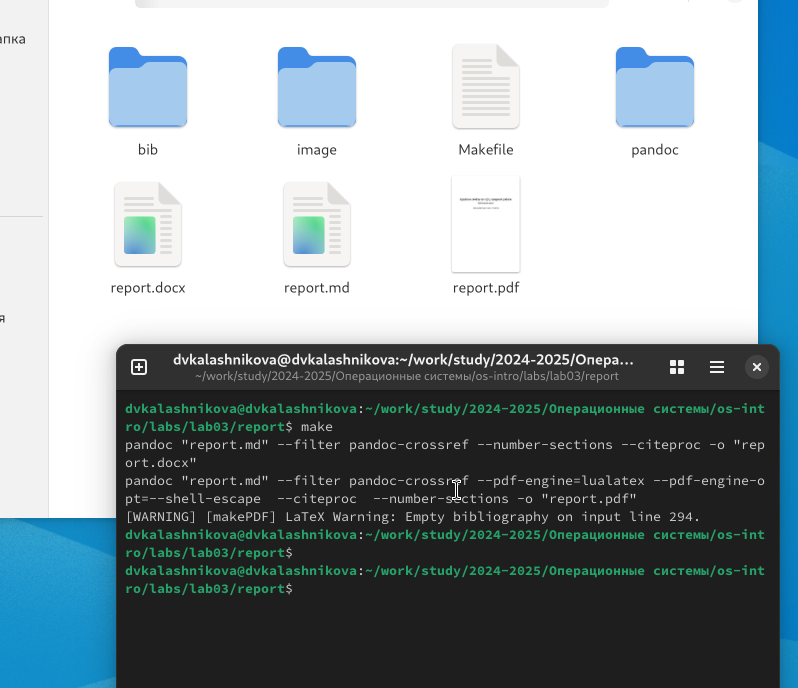 апка
bib
image
Makefile
pandoc
report.docx
report.md
report.pdf
я
dvkalashnikova@dvkalashnikova:~/work/study/2024-2025/Опера...
~/work/study/2024-2025/Операционные системы/os-intro/labs/lab03/report
dvkalashnikova@dvkalashnikova:~/work/study/2024-2025/Операционные системы/os-int
ro/labs/lab03/report$ make
pandoc "report.md" --filter pandoc-crossref --number-sections --citeproc -o "rep
ort.docx"
pandoc "report.md" --filter pandoc-crossref --pdf-engine=lualatex --pdf-engine-o
pt=--shell-escape  --citeproc  --number-sections -o "report.pdf"
[WARNING] [makePDF] LaTeX Warning: Empty bibliography on input line 294.
dvkalashnikova@dvkalashnikova:~/work/study/2024-2025/Операционные системы/os-int
ro/labs/lab03/report$
dvkalashnikova@dvkalashnikova:~/work/study/2024-2025/Операционные системы/os-int
ro/labs/lab03/report$